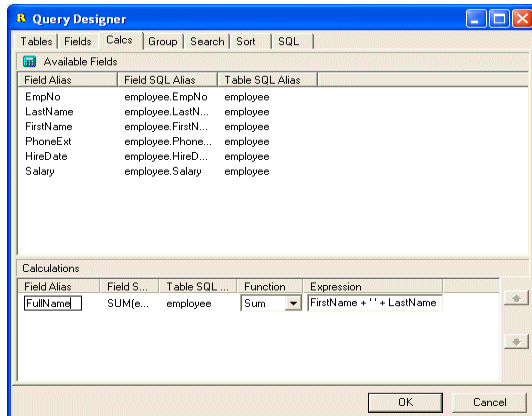 Query Designer
Tables Fields Calcs Group Search Sort SQL
Available Fields
Field Alias Field SQL Alias Table SQL Alias
EmpNo employee.EmpNo employee
LastName employee.LastN... employee
FirstName employee.FirstN... employee
PhoneExt employee.Phone... employee
HireDate employee.HireD... employee
Salary employee.Salary employee
Calculations
Field Alias Field S... Table SQL ... Function Expression
FullName SUM(e... employee Sum FirstName + ' ' + LastName
OK Cancel